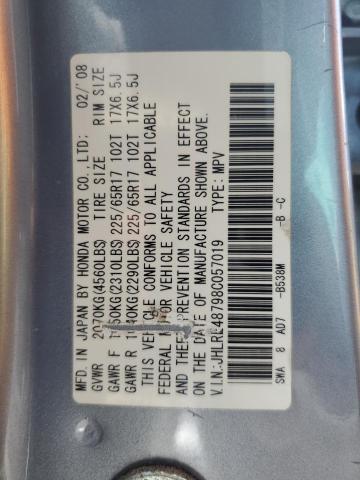 MFD. IN JAPAN BY HONDA MOTOR CO.,LTD; 02/'08
GVWR 2070KG(4560LBS) TIRE SIZE RIM SIZE
GAWR F KG(2310LBS) 225/65R17 102T 17X6.5J
GAWR R KG(2290LBS) 225/65R17 102T 17X6.5J
THIS VEHICLE CONFORMS TO ALL APPLICABLE
FEDERAL MOTOR VEHICLE SAFETY
AND THEFT PREVENTION STANDARDS IN EFFECT
ON THE DATE OF MANUFACTURE SHOWN ABOVE.
V.I.N:JHLRE48798C057019 TYPE: MPV
SWA 8 AD7 -B538M -B -C